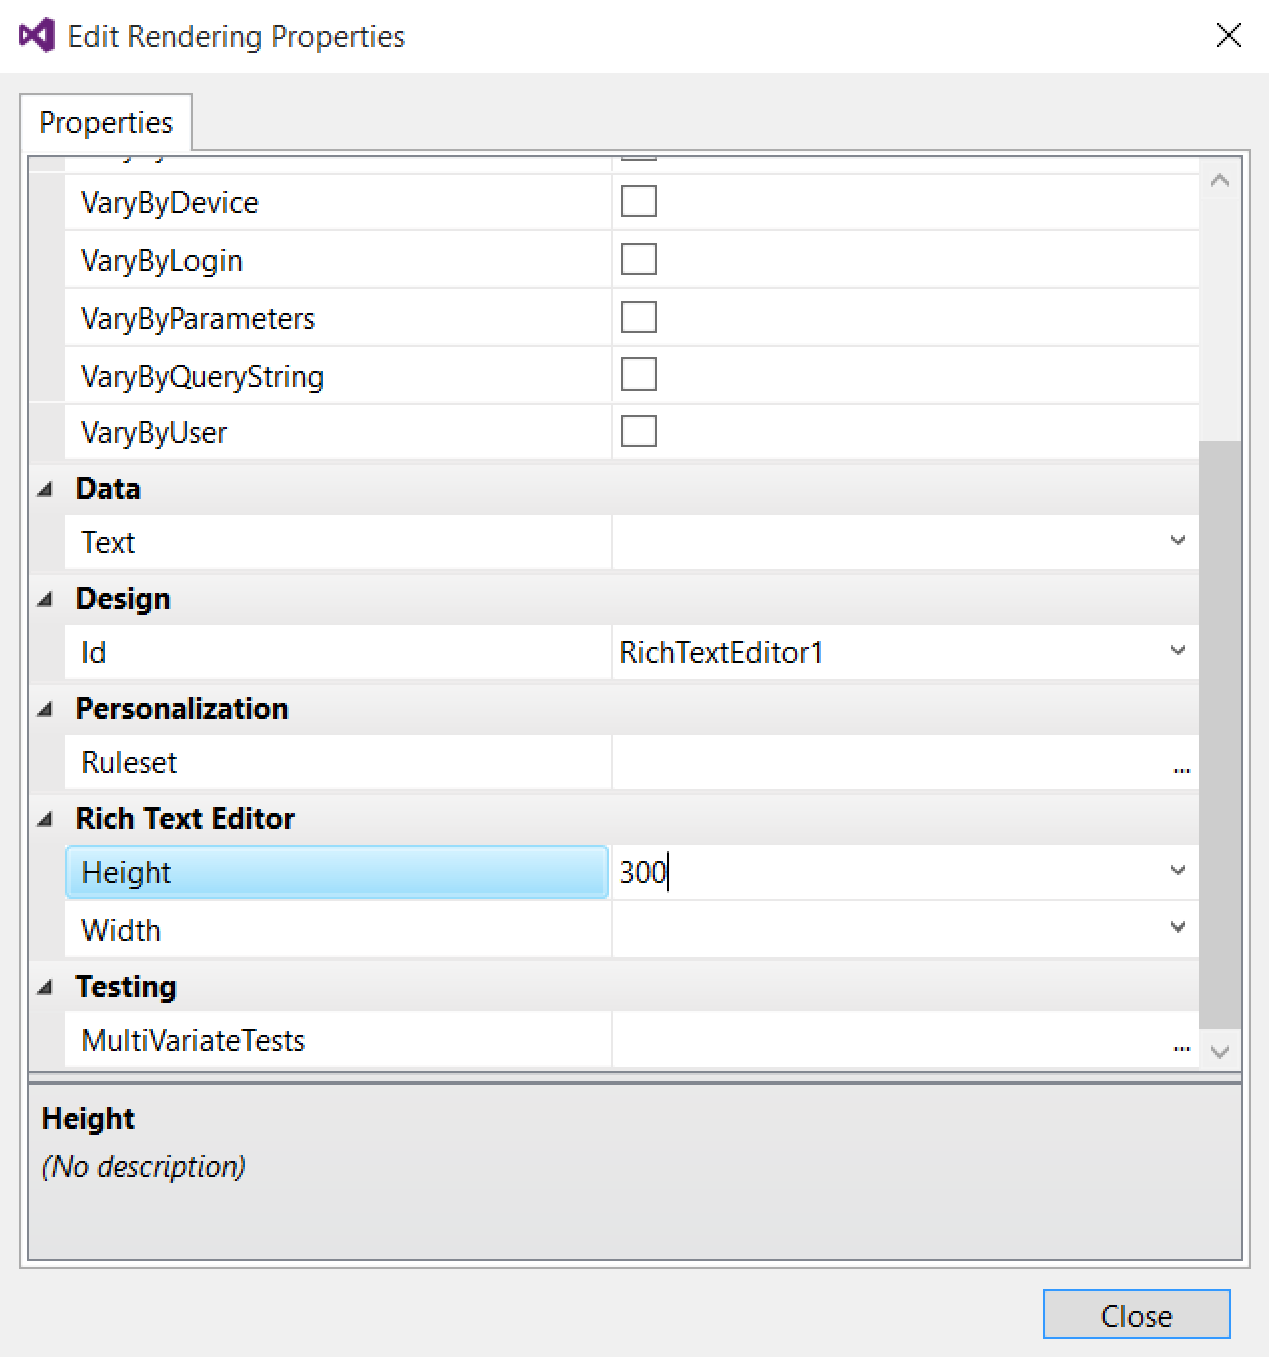 Edit Rendering Properties
Properties
VaryByDevice
VaryByLogin
VaryByParameters
VaryByQueryString
VaryByUser
Data
Text
Design
Id RichTextEditor1
Personalization
Ruleset ...
Rich Text Editor
Height 300
Width
Testing
MultiVariateTests ...
Height
(No description)
Close